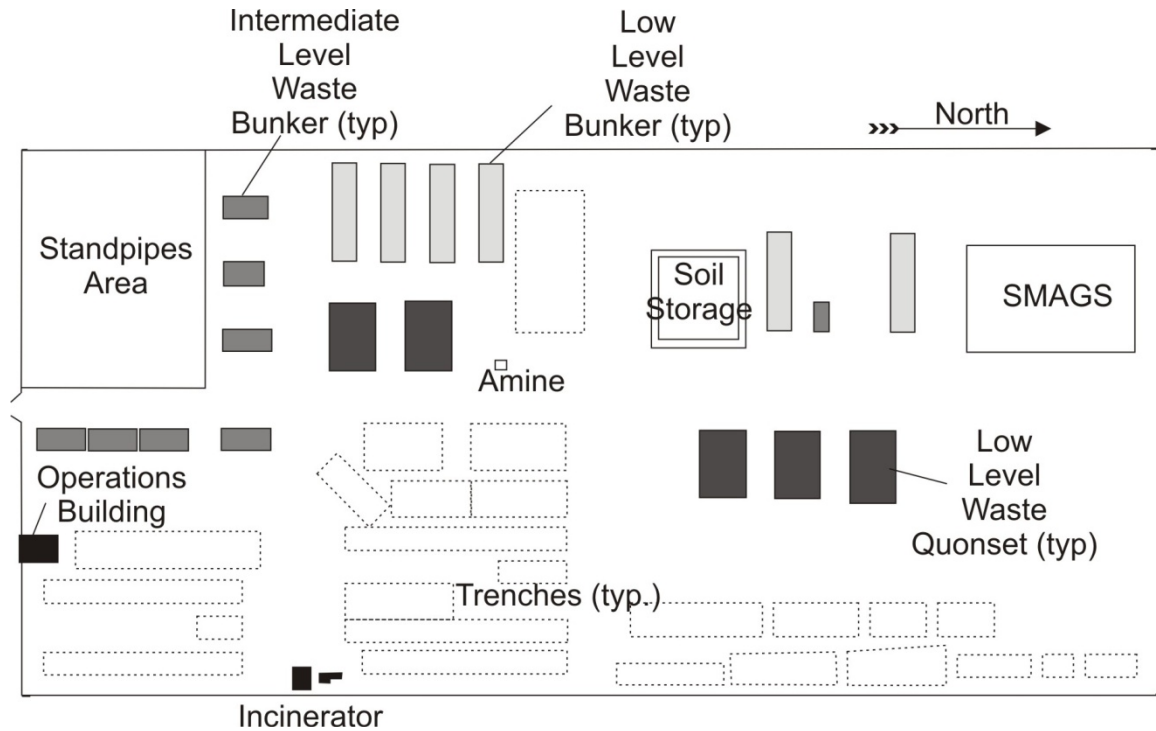 Intermediate
Level
Waste
Bunker (typ)
Low
Level
Waste
Bunker (typ)
North
Standpipes
Area
Soil
Storage
SMAGS
Amine
Operations
Building
Low
Level
Waste
Quonset (typ)
Trenches (typ.)
Incinerator